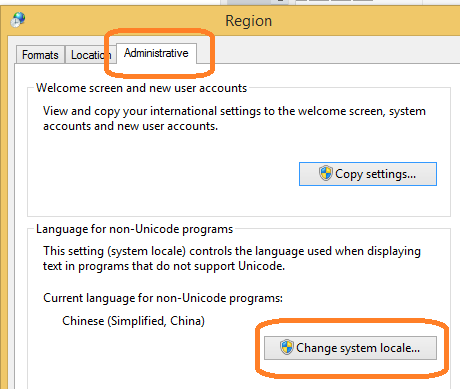 Region
Formats
Location
Administrative
Welcome screen and new user accounts
View and copy your international settings to the welcome screen, system
accounts and new user accounts.
Copy settings...
Language for non-Unicode programs
This setting (system locale) controls the language used when displaying
text in programs that do not support Unicode.
Current language for non-Unicode programs:
Chinese (Simplified, China)
Change system locale...